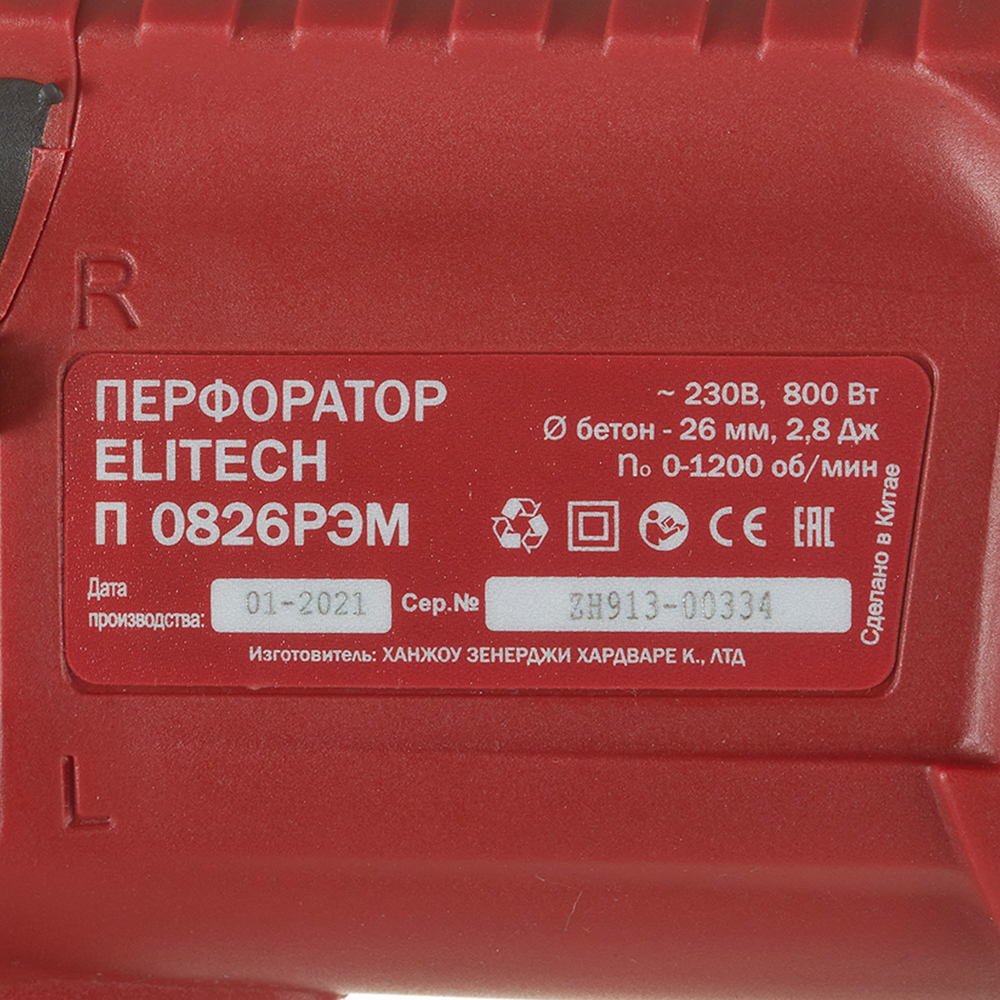 R
ПЕРФОРАТОР
ELITECH
П 0826РЭМ
~ 230В, 800 Вт
Ø бетон - 26 мм, 2,8 Дж
n₀ 0-1200 об/мин
CE EAC
Дата
производства: 01-2021 Сер.№ ZH913-00334
Изготовитель: ХАНЖОУ ЗЕНЕРДЖИ ХАРДВАРЕ К., ЛТД
Сделано в Китае
L